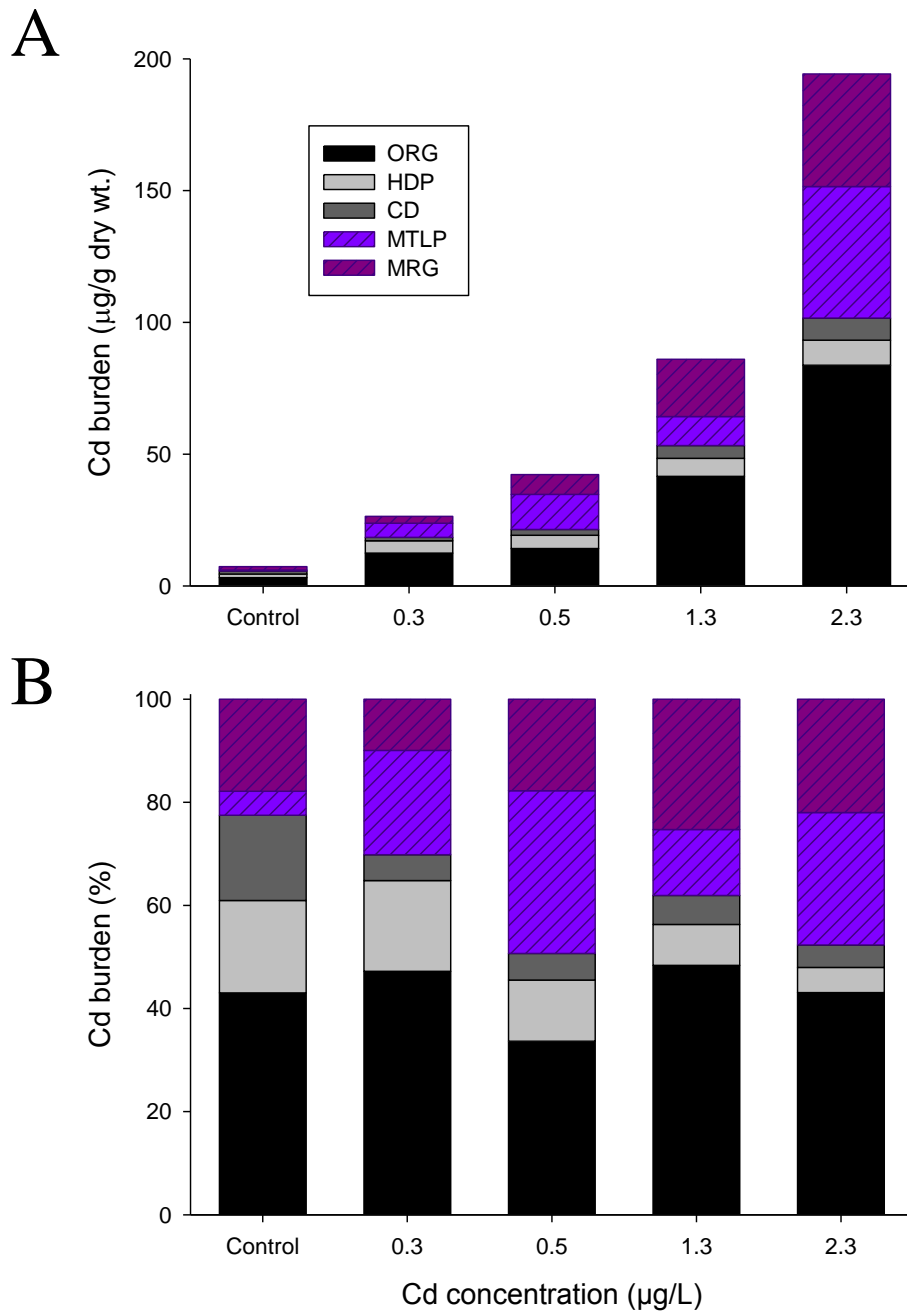 A
200
150
100
50
0
Cd burden (µg/g dry wt.)
ORG
HDP
CD
MTLP
MRG
Control 0.3 0.5 1.3 2.3
B
100
80
60
40
20
0
Cd burden (%)
Control 0.3 0.5 1.3 2.3
Cd concentration (µg/L)